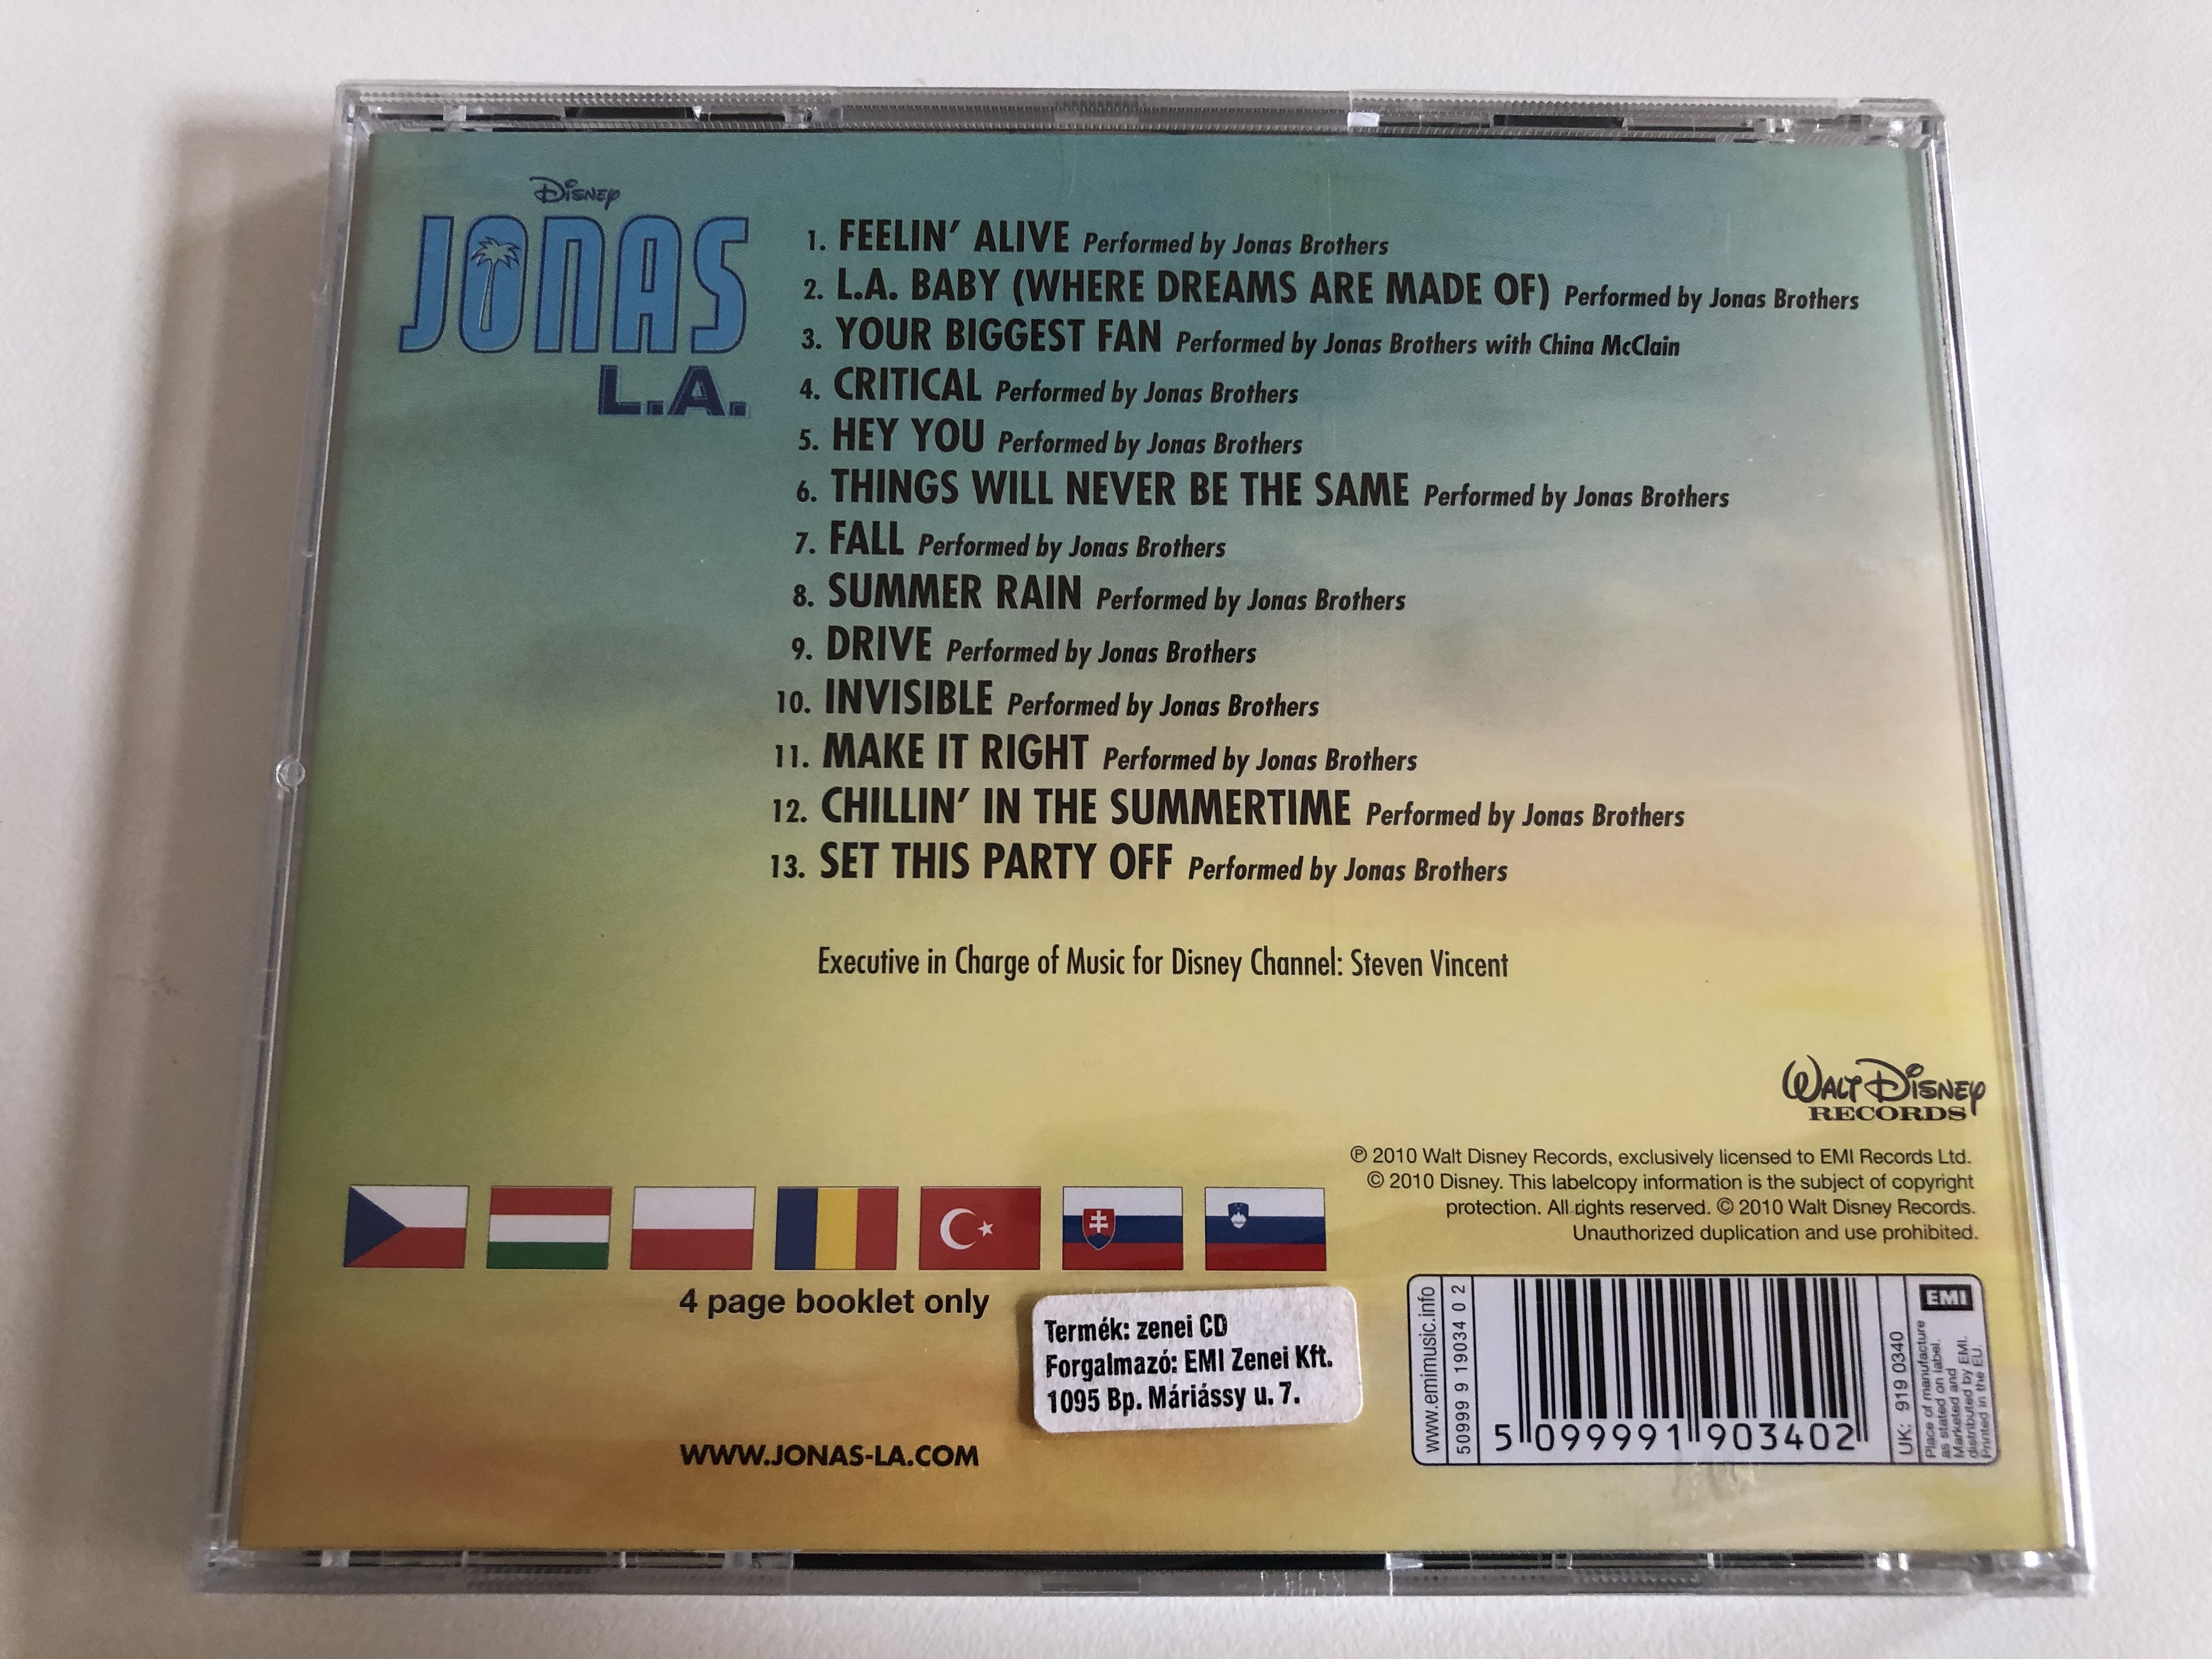 Disney
JONAS
L.A.
1. FEELIN' ALIVE Performed by Jonas Brothers
2. L.A. BABY (WHERE DREAMS ARE MADE OF) Performed by Jonas Brothers
3. YOUR BIGGEST FAN Performed by Jonas Brothers with China McClain
4. CRITICAL Performed by Jonas Brothers
5. HEY YOU Performed by Jonas Brothers
6. THINGS WILL NEVER BE THE SAME Performed by Jonas Brothers
7. FALL Performed by Jonas Brothers
8. SUMMER RAIN Performed by Jonas Brothers
9. DRIVE Performed by Jonas Brothers
10. INVISIBLE Performed by Jonas Brothers
11. MAKE IT RIGHT Performed by Jonas Brothers
12. CHILLIN' IN THE SUMMERTIME Performed by Jonas Brothers
13. SET THIS PARTY OFF Performed by Jonas Brothers
Executive in Charge of Music for Disney Channel: Steven Vincent
WALT DISNEY
RECORDS
℗ 2010 Walt Disney Records, exclusively licensed to EMI Records Ltd.
© 2010 Disney. This labelcopy information is the subject of copyright
protection. All rights reserved. © 2010 Walt Disney Records.
Unauthorized duplication and use prohibited.
4 page booklet only
Termék: zenei CD
Forgalmazó: EMI Zenei Kft.
1095 Bp. Máriássy u. 7.
WWW.JONAS-LA.COM
www.emimusic.info
50999 9 19034 0 2
5 099991 903402
UK: 919 0340
EMI
Place of manufacture
as stated on label.
Marketed and
distributed by EMI.
Printed in the EU.